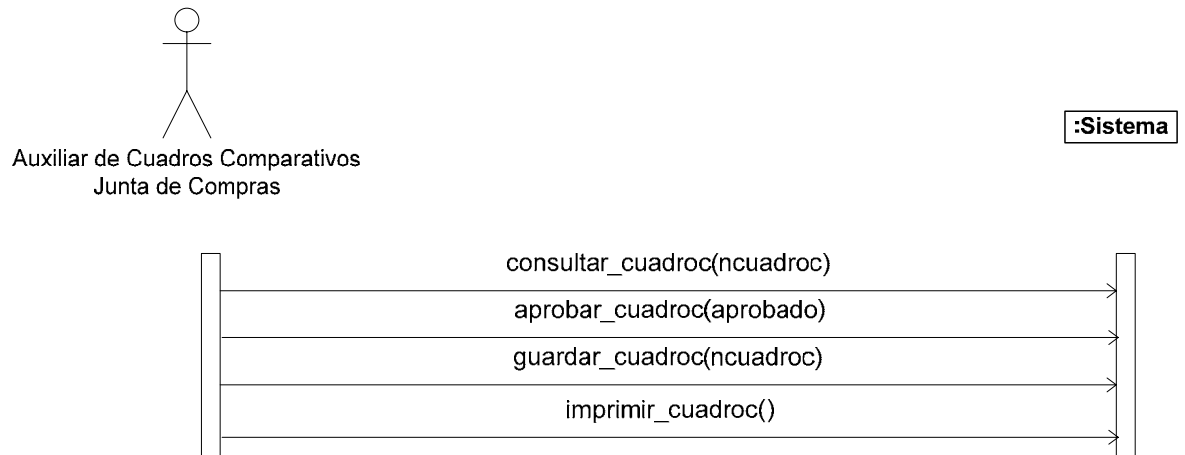 :Sistema
Auxiliar de Cuadros Comparativos
Junta de Compras
consultar_cuadroc(ncuadroc)
aprobar_cuadroc(aprobado)
guardar_cuadroc(ncuadroc)
imprimir_cuadroc()